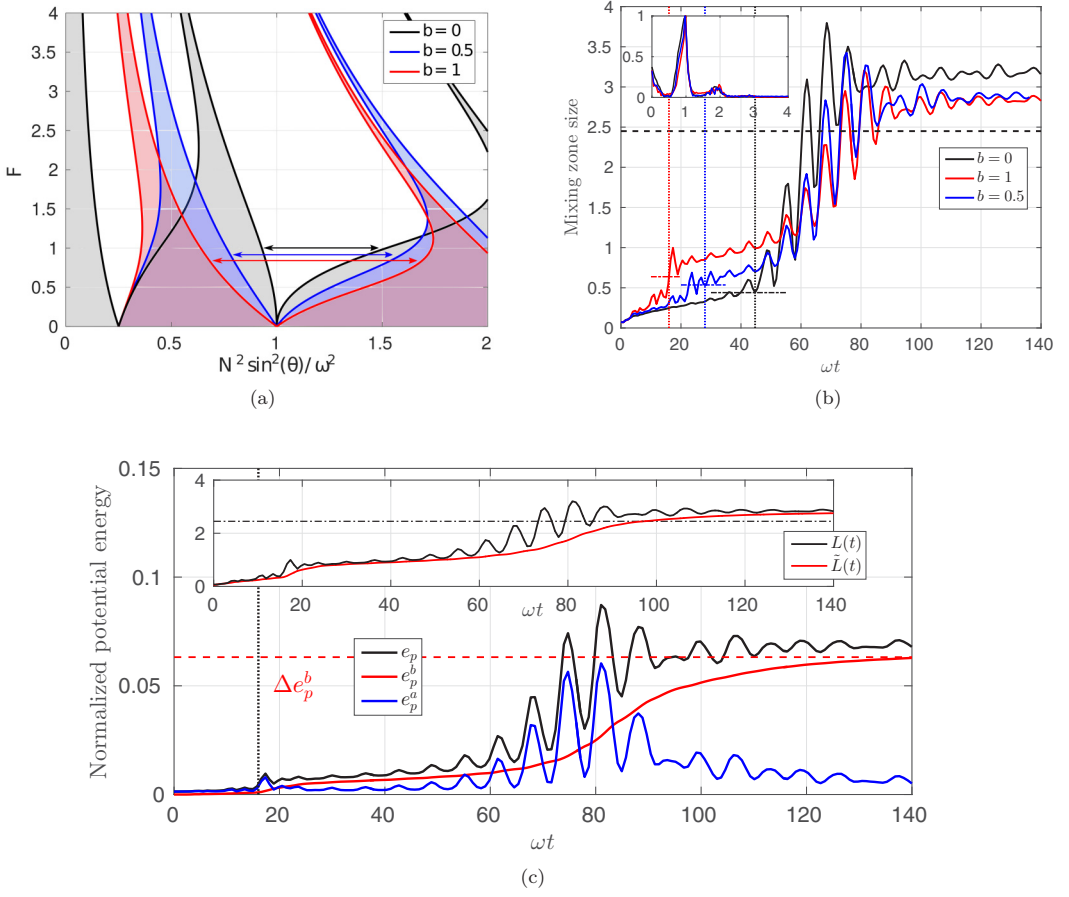 4
3.5
3
2.5
2
1.5
1
0.5
0
F
0
0.5
1
1.5
2
N² sin²(θ)/ω²
b = 0
b = 0.5
b = 1
(a)
4
3.5
3
2.5
2
1.5
1
0.5
0
Mixing zone size
0
20
40
60
80
100
120
140
ωt
1
0.5
0
0
1
2
3
4
b = 0
b = 1
b = 0.5
(b)
0.15
0.1
0.05
0
Normalized potential energy
0
20
40
60
80
100
120
140
ωt
4
2
0
0
20
40
60
80
100
120
140
ωt
L(t)
L̃(t)
e_p
e_p^b
e_p^a
Δe_p^b
(c)